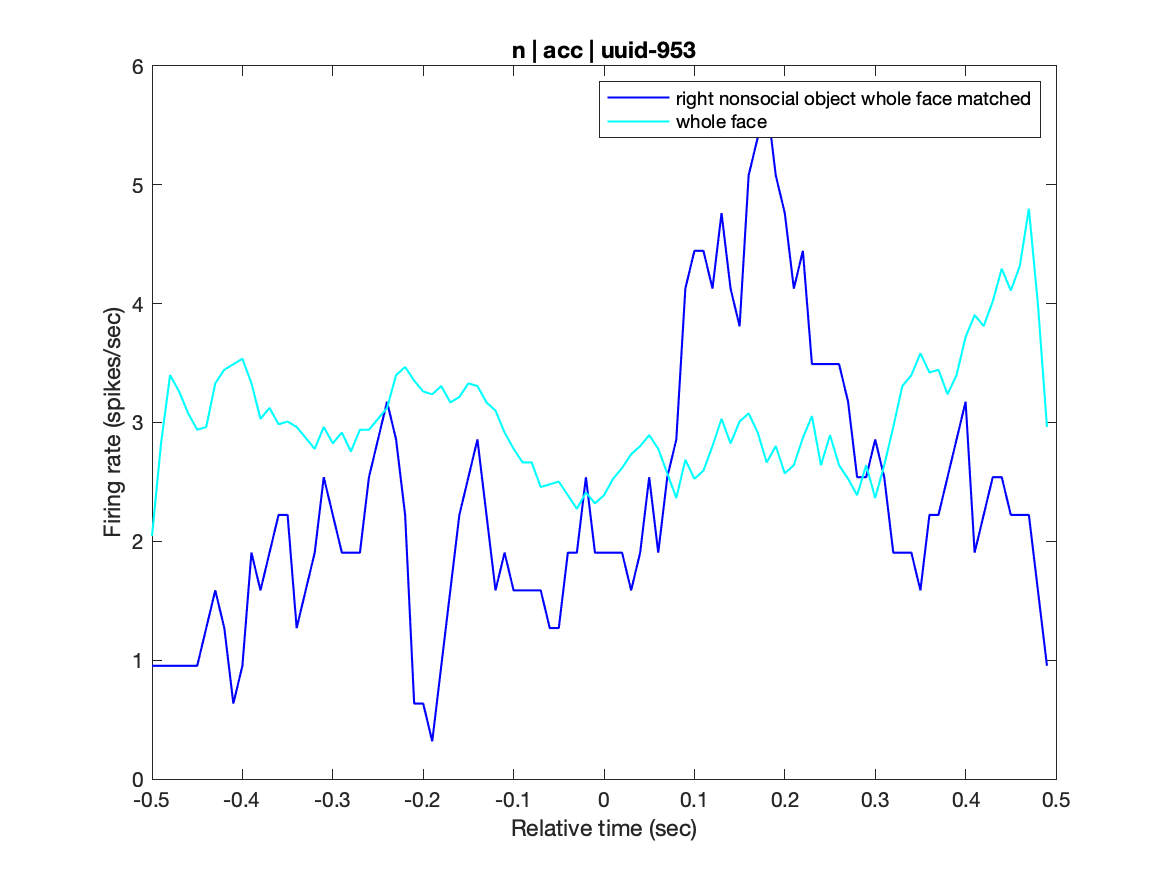 n | acc | uuid-953
right nonsocial object whole face matched
whole face
Firing rate (spikes/sec)
6
5
4
3
2
1
0
-0.5 -0.4 -0.3 -0.2 -0.1 0 0.1 0.2 0.3 0.4 0.5
Relative time (sec)